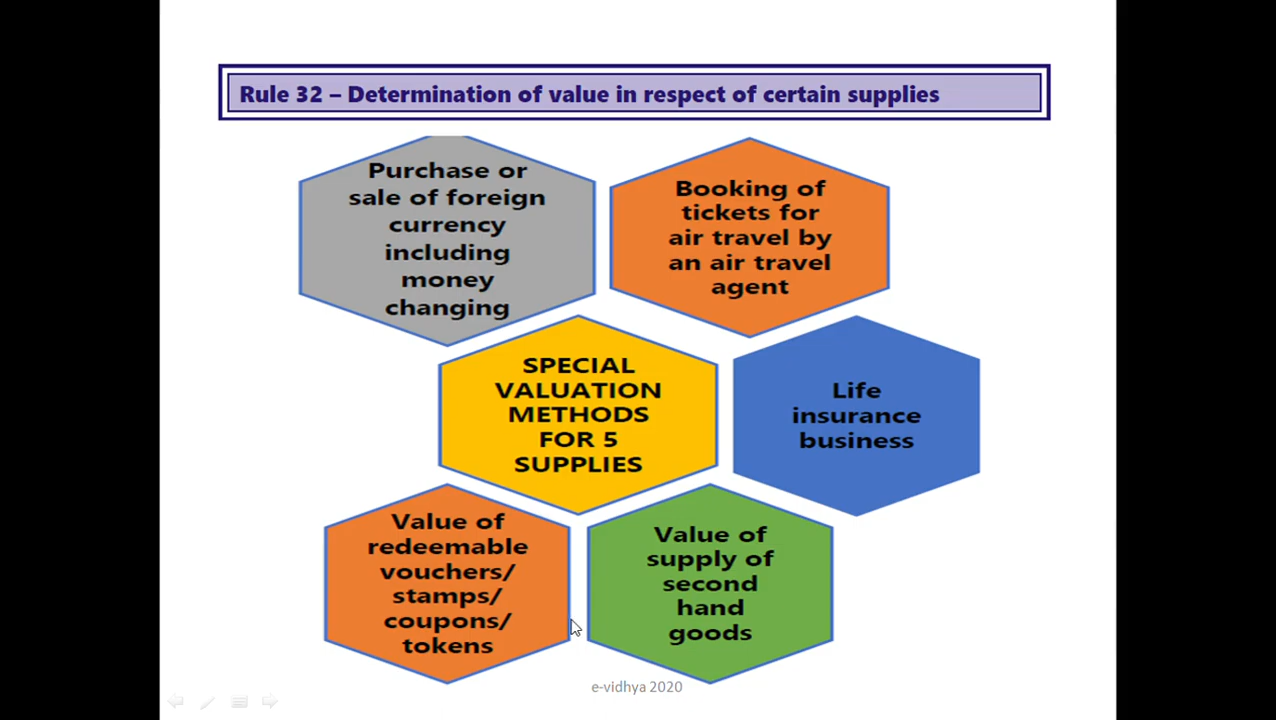 Rule 32 – Determination of value in respect of certain supplies
Purchase or
sale of foreign
currency
including
money
changing
Booking of
tickets for
air travel by
an air travel
agent
SPECIAL
VALUATION
METHODS
FOR 5
SUPPLIES
Life
insurance
business
Value of
redeemable
vouchers/
stamps/
coupons/
tokens
Value of
supply of
second
hand
goods
e-vidhya 2020